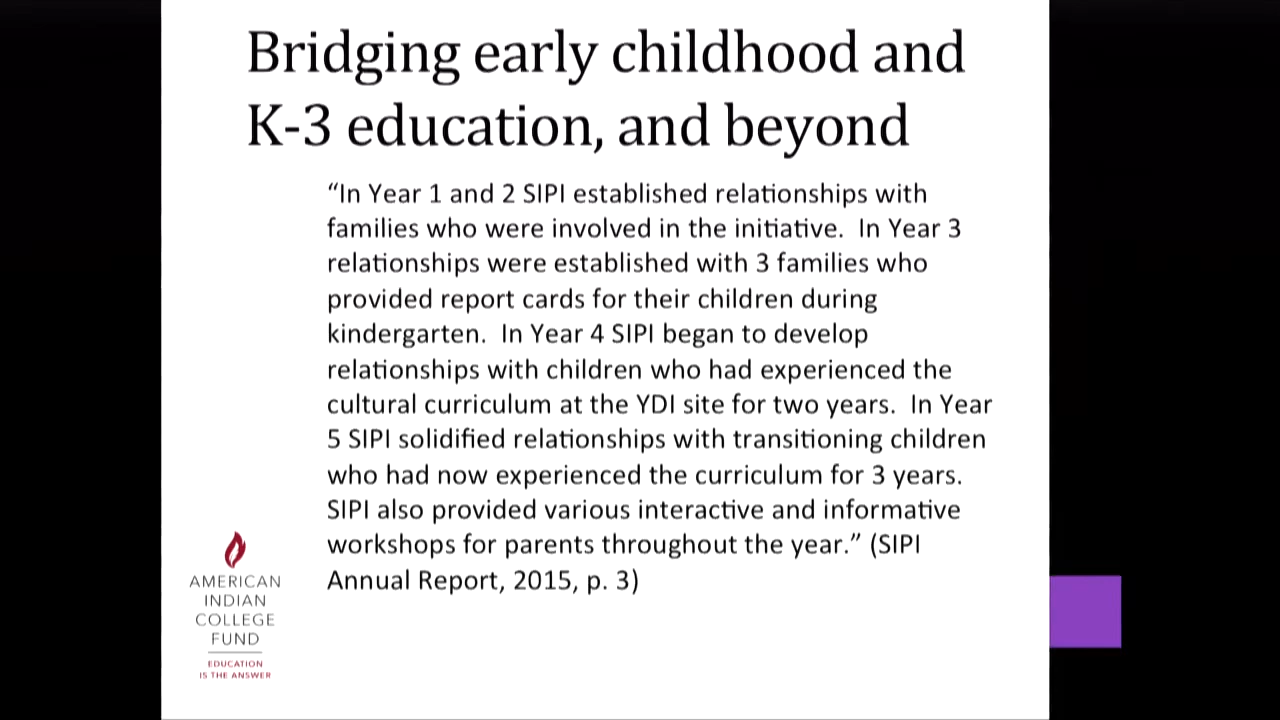 Bridging early childhood and
K-3 education, and beyond
“In Year 1 and 2 SIPI established relationships with
families who were involved in the initiative.  In Year 3
relationships were established with 3 families who
provided report cards for their children during
kindergarten.  In Year 4 SIPI began to develop
relationships with children who had experienced the
cultural curriculum at the YDI site for two years.  In Year
5 SIPI solidified relationships with transitioning children
who had now experienced the curriculum for 3 years.
SIPI also provided various interactive and informative
workshops for parents throughout the year.” (SIPI
Annual Report, 2015, p. 3)
AMERICAN
INDIAN
COLLEGE
FUND
EDUCATION
IS THE ANSWER